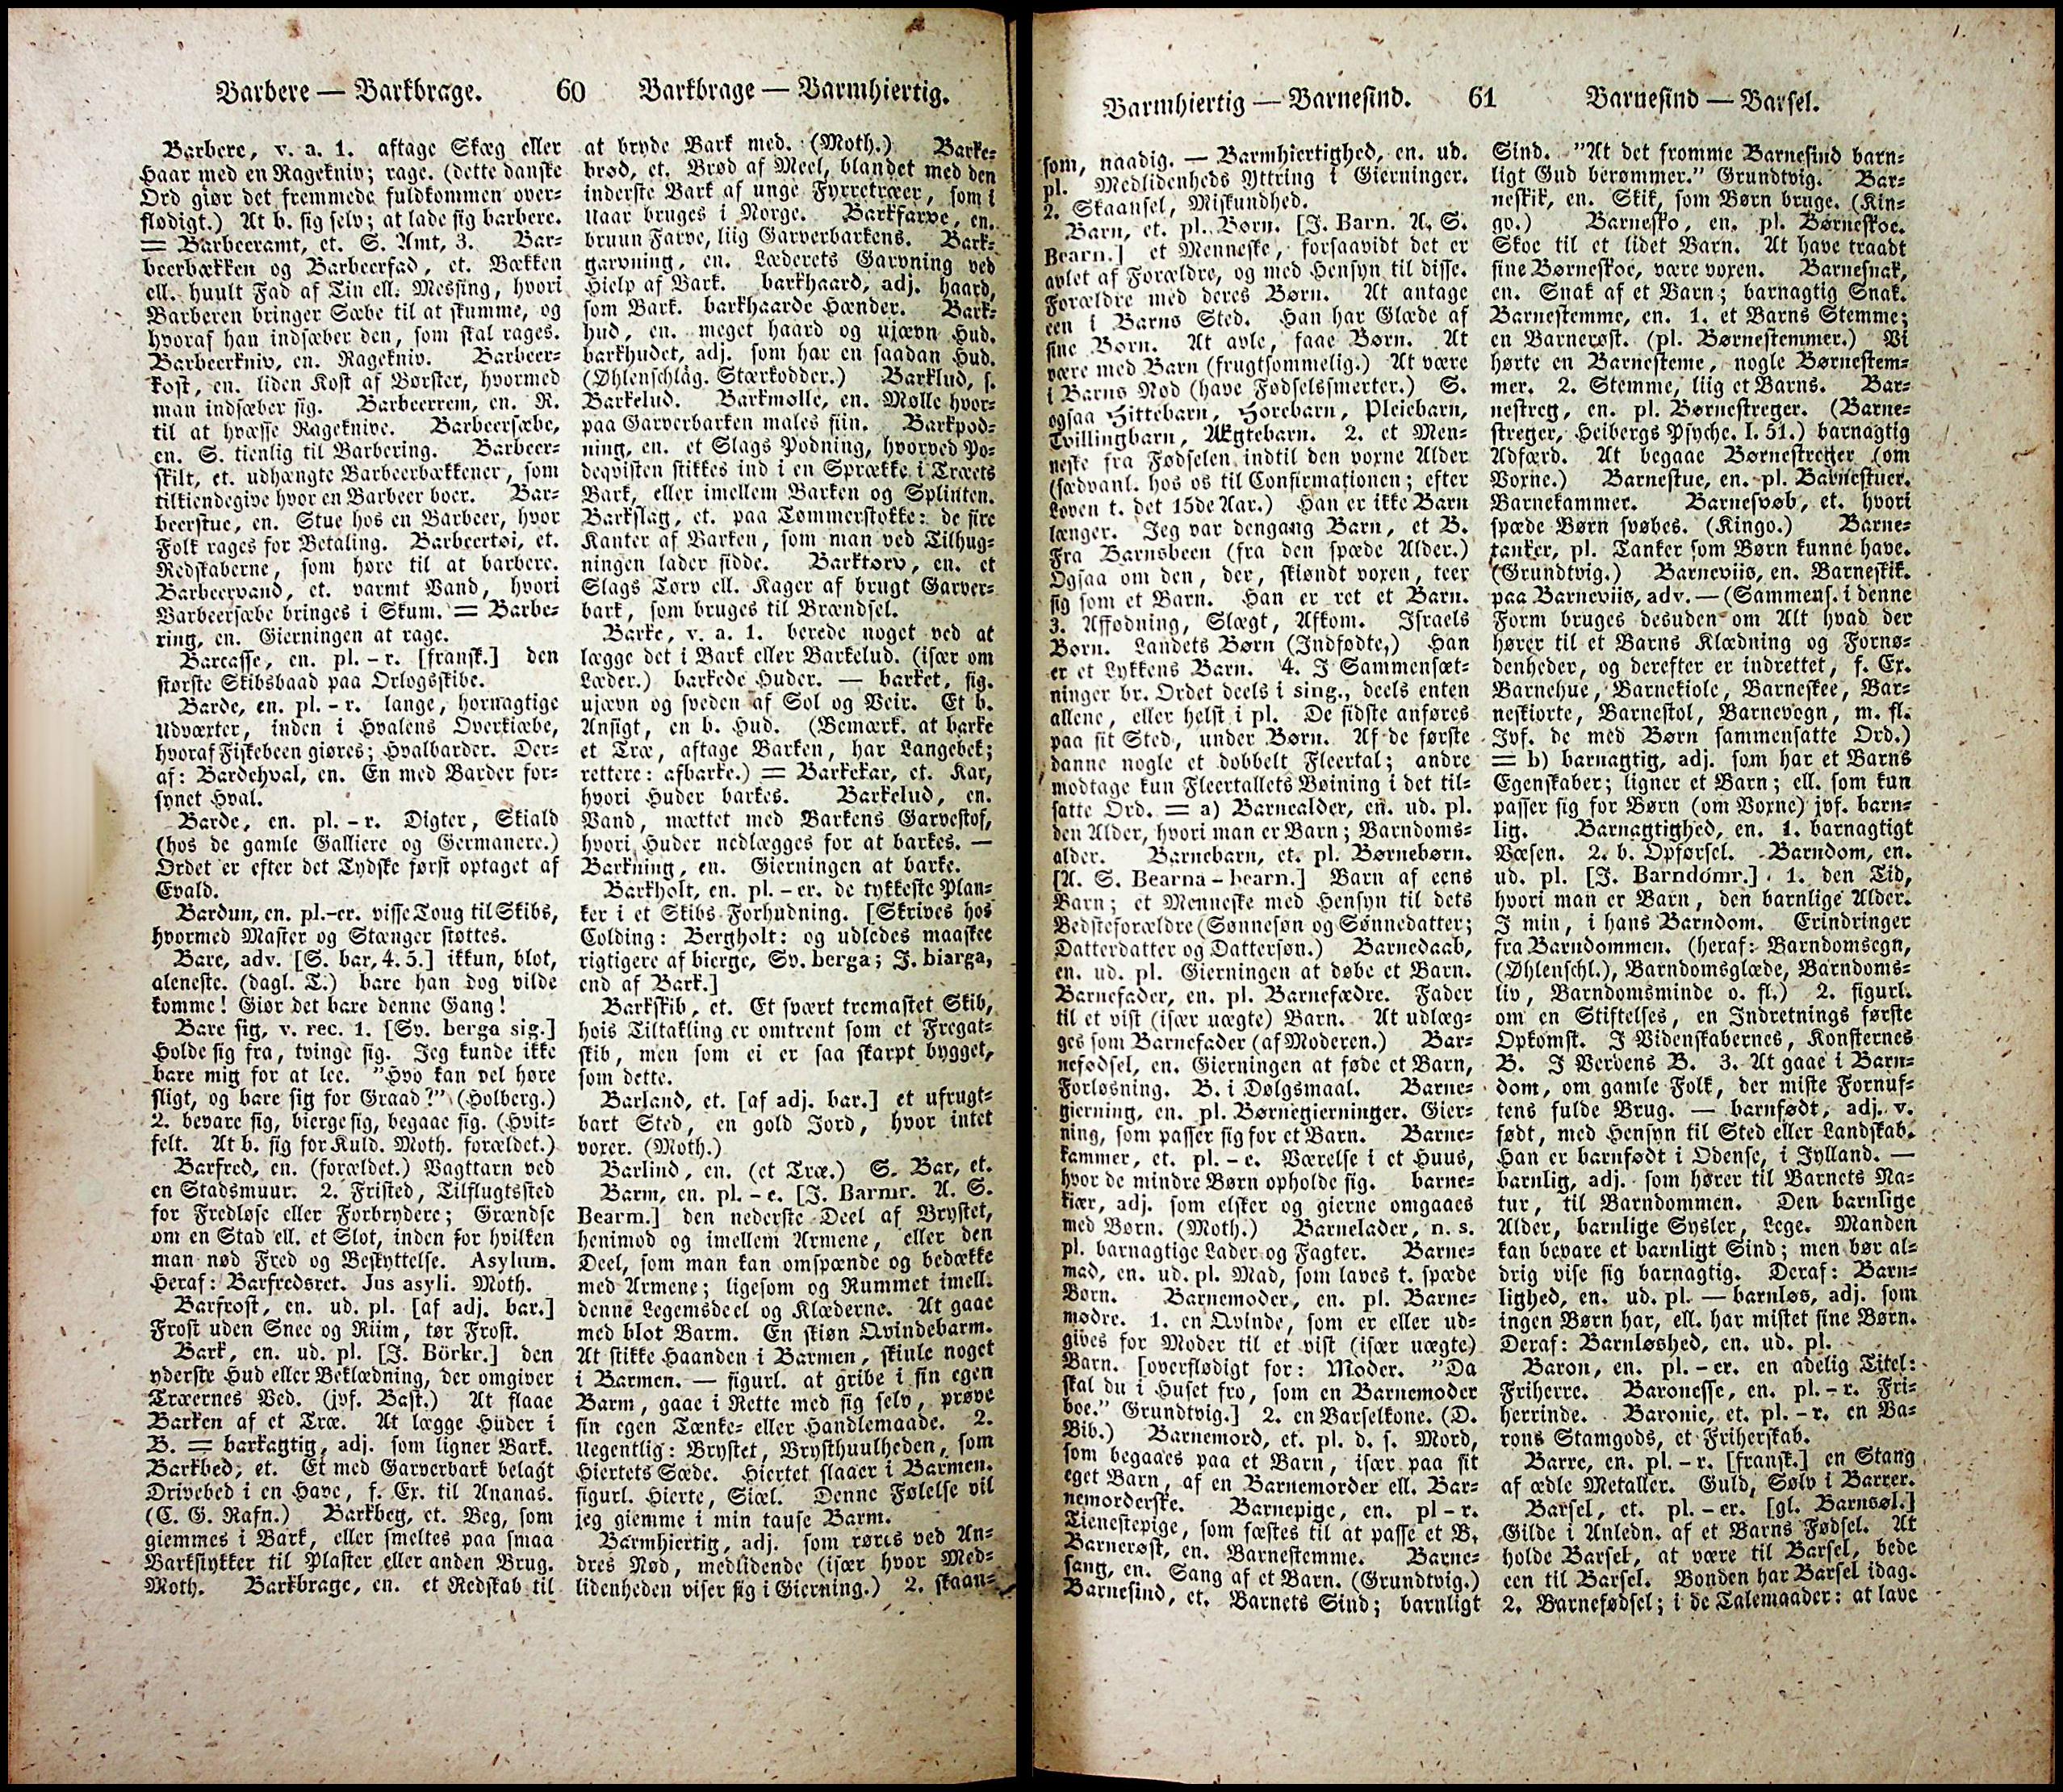 Barbere — Barkbrage. 60 Barkbrage — Barmhiertig.
Barbere, v. a. 1. aftage Skæg eller
Haar med en Ragekniv; rage. (dette danske
Ord giør det fremmede fuldkommen over-
flødigt.) At b. sig selv; at lade sig barbere.
= Barbeeramt, et. S. Amt, 3. Bar-
beerbækken og Barbeerfad, et. Bækken
ell. huult Fad af Tin ell. Messing, hvori
Barberen bringer Sæbe til at skumme, og
hvoraf han indsæber den, som skal rages.
Barbeerkniv, en. Ragekniv. Barbeer-
kost, en. liden Kost af Børster, hvormed
man indsæber sig. Barbeerrem, en. R.
til at hvæsse Rageknive. Barbeersæbe,
en. S. tienlig til Barbering. Barbeer-
skilt, et. udhængte Barbeerbækkener, som
tilkiendegive hvor en Barbeer boer. Bar-
beerstue, en. Stue hos en Barbeer, hvor
Folk rages for Betaling. Barbeertøi, et.
Redskaberne, som høre til at barbere.
Barbeervand, et. varmt Vand, hvori
Barbeersæbe bringes i Skum. = Barbe-
ring, en. Gierningen at rage.
Barcasse, en. pl. - r. [fransk.] den
største Skibsbaad paa Orlogsskibe.
Barde, en. pl. - r. lange, hornagtige
Udvæxter, inden i Hvalens Overkiæbe,
hvoraf Fiskebeen giøres; Hvalbarder. Der-
af: Bardehval, en. En med Barder for-
synet Hval.
Barde, en. pl. - r. Digter, Skiald
(hos de gamle Galliere og Germanere.)
Ordet er efter det Tydske først optaget af
Evald.
Bardun, en. pl.-er. visse Toug til Skibs,
hvormed Master og Stænger støttes.
Bare, adv. [S. bar, 4. 5.] ikkun, blot,
aleneste. (dagl. T.) bare han dog vilde
komme! Giør det bare denne Gang!
Bare sig, v. rec. 1. [Sv. berga sig.]
Holde sig fra, tvinge sig. Jeg kunde ikke
bare mig for at lee. "Hvo kan vel høre
sligt, og bare sig for Graad?" (Holberg.)
2. bevare sig, bierge sig, begaae sig. (Hvit-
felt. At b. sig for Kuld. Moth. forældet.)
Barfred, en. (forældet.) Vagttarn ved
en Stadsmuur. 2. Fristed, Tilflugtssted
for Fredløse eller Forbrydere; Grændse
om en Stad ell. et Slot, inden for hvilken
man nød Fred og Beskyttelse. Asylum.
Heraf: Barfredsret. Jus asyli. Moth.
Barfrost, en. ud. pl. [af adj. bar.]
Frost uden Snee og Riim, tør Frost.
Bark, en. ud. pl. [J. Börkr.] den
yderste Hud eller Beklædning, der omgiver
Træernes Ved. (jvf. Bast.) At flaae
Barken af et Træ. At lægge Huder i
B. = barkagtig, adj. som ligner Bark.
Barkbed, et. Et med Garverbark belagt
Drivebed i en Have, f. Ex. til Ananas.
(C. G. Rafn.) Barkbeg, et. Beg, som
giemmes i Bark, eller smeltes paa smaa
Barkstykker til Plaster eller anden Brug.
Moth. Barkbrage, en. et Redskab til
at bryde Bark med. (Moth.) Barke-
brød, et. Brød af Meel, blandet med den
inderste Bark af unge Fyrretræer, som i
Uaar bruges i Norge. Barkfarve, en.
bruun Farve, liig Garverbarkens. Bark-
garvning, en. Læderets Garvning ved
Hielp af Bark. barkhaard, adj. haard,
som Bark. barkhaarde Hænder. Bark-
hud, en. meget haard og ujævn Hud.
barkhudet, adj. som har en saadan Hud.
(Øhlenschläg. Stærkodder.) Barklud, s.
Barkelud. Barkmølle, en. Mølle hvor-
paa Garverbarken males fiin. Barkpod-
ning, en. et Slags Podning, hvorved Po-
deqvisten stikkes ind i en Sprække i Træets
Bark, eller imellem Barken og Splinten.
Barkslag, et. paa Tømmerstokke: de fire
Kanter af Barken, som man ved Tilhug-
ningen lader sidde. Barktørv, en. et
Slags Tørv ell. Kager af brugt Garver-
bark, som bruges til Brændsel.
Barke, v. a. 1. berede noget ved at
lægge det i Bark eller Barkelud. (især om
Læder.) barkede Huder. — barket, fig.
ujævn og sveden af Sol og Veir. Et b.
Ansigt, en b. Hud. (Bemærk. at barke
et Træ, aftage Barken, har Langebek;
rettere: afbarke.) = Barkekar, et. Kar,
hvori Huder barkes. Barkelud, en.
Vand, mættet med Barkens Garvestof,
hvori Huder nedlægges for at barkes. —
Barkning, en. Gierningen at barke.
Barkholt, en. pl. - er. de tykkeste Plan-
ker i et Skibs Forhudning. [Skrives hos
Colding: Bergholt: og udledes maaskee
rigtigere af bierge, Sv. berga; J. biarga,
end af Bark.]
Barkskib, et. Et svært tremastet Skib,
hois Tiltakling er omtrent som et Fregat-
skib, men som ei er saa skarpt bygget,
som dette.
Barland, et. [af adj. bar.] et ufrugt-
bart Sted, en gold Jord, hvor intet
voxer. (Moth.)
Barlind, en. (et Træ.) S. Bar, et.
Barm, en. pl. - e. [J. Barmr. A. S.
Bearm.] den nederste Deel af Brystet,
henimod og imellem Armene, eller den
Deel, som man kan omspænde og bedække
med Armene; ligesom og Rummet imell.
denne Legemsdeel og Klæderne. At gaae
med blot Barm. En skiøn Qvindebarm.
At stikke Haanden i Barmen, skiule noget
i Barmen. — figurl. at gribe i sin egen
Barm, gaae i Rette med sig selv, prøve
sin egen Tænke- eller Handlemaade. 2.
Uegentlig: Brystet, Brysthuulheden, som
Hiertets Sæde. Hiertet slaaer i Barmen.
figurl. Hierte, Siæl. Denne Følelse vil
jeg giemme i min tause Barm.
Barmhiertig, adj. som røres ved An-
dres Nød, medlidende (især hvor Med-
lidenheden viser sig i Gierning.) 2. skaan-
Barmhiertig — Barnesind. 61 Barnesind — Barsel.
som, naadig. — Barmhiertighed, en. ud.
pl. Medlidenheds Yttring i Gierninger.
2. Skaansel, Miskundhed.
Barn, et. pl. Børn. [J. Barn. A. S.
Bearn.] et Menneske, forsaavidt det er
avlet af Forældre, og med Hensyn til disse.
Forældre med deres Børn. At antage
een i Barns Sted. Han har Glæde af
sine Børn. At avle, faae Børn. At
være med Barn (frugtsommelig.) At være
i Barns Nød (have Fødselssmerter.) S.
ogsaa Hittebarn, Horebarn, Pleiebarn,
Tvillingbarn, Ægtebarn. 2. et Men-
neske fra Fødselen indtil den voxne Alder
(sædvanl. hos os til Confirmationen; efter
Loven t. det 15de Aar.) Han er ikke Barn
længer. Jeg var dengang Barn, et B.
Fra Barnsbeen (fra den spæde Alder.)
Ogsaa om den, der, skiøndt voxen, teer
sig som et Barn. Han er ret et Barn.
3. Affødning, Slægt, Afkom. Israels
Børn. Landets Børn (Indfødte,) Han
er et Lykkens Barn. 4. I Sammensæt-
ninger br. Ordet deels i sing., deels enten
allene, eller helst i pl. De sidste anføres
paa sit Sted, under Børn. Af de første
danne nogle et dobbelt Fleertal; andre
modtage kun Fleertallets Bøining i det til-
satte Ord. = a) Barnealder, en. ud. pl.
den Alder, hvori man er Barn; Barndoms-
alder. Barnebarn, et. pl. Børnebørn.
[A. S. Bearna - bearn.] Barn af eens
Barn; et Menneske med Hensyn til dets
Bedsteforældre (Sønnesøn og Sønnedatter;
Datterdatter og Dattersøn.) Barnedaab,
en. ud. pl. Gierningen at døbe et Barn.
Barnefader, en. pl. Barnefædre. Fader
til et vist (især uægte) Barn. At udlæg-
ges som Barnefader (af Moderen.) Bar-
nefødsel, en. Gierningen at føde et Barn,
Forløsning. B. i Dølgsmaal. Barne-
gierning, en. pl. Børnegierninger. Gier-
ning, som passer sig for et Barn. Barne-
kammer, et. pl. - e. Værelse i et Huus,
hvor de mindre Børn opholde sig. barne-
kiær, adj. som elsker og gierne omgaaes
med Børn. (Moth.) Barnelader, n. s.
pl. barnagtige Lader og Fagter. Barne-
mad, en. ud. pl. Mad, som laves t. spæde
Børn. Barnemoder, en. pl. Barne-
mødre. 1. en Qvinde, som er eller ud-
gives for Moder til et vist (især uægte)
Barn. [overflødigt for: Moder. "Da
skal du i Huset fro, som en Barnemoder
boe." Grundtvig.] 2. en Barselkone. (D.
Bib.) Barnemord, et. pl. d. s. Mord,
som begaaes paa et Barn, især paa sit
eget Barn, af en Barnemorder ell. Bar-
nemorderske. Barnepige, en. pl - r.
Tienestepige, som fæstes til at passe et B.
Barnerøst, en. Barnestemme. Barne-
sang, en. Sang af et Barn. (Grundtvig.)
Barnesind, et. Barnets Sind; barnligt
Sind. "At det fromme Barnesind barn-
ligt Gud berømmer." Grundtvig. Bar-
neskik, en. Skik, som Børn bruge. (Kin-
go.) Barnesko, en. pl. Børneskoe.
Skoe til et lidet Barn. At have traadt
sine Børneskoe, være voxen. Barnesnak,
en. Snak af et Barn; barnagtig Snak.
Barnestemme, en. 1. et Barns Stemme;
en Barnerøst. (pl. Børnestemmer.) Vi
hørte en Barnesteme, nogle Børnestem-
mer. 2. Stemme, liig et Barns. Bar-
nestreg, en. pl. Børnestreger. (Barne-
streger, Heibergs Psyche. I. 51.) barnagtig
Adfærd. At begaae Børnestreger (om
Voxne.) Barnestue, en. pl. Barnestuer.
Barnekammer. Barnesvøb, et. hvori
spæde Børn svøbes. (Kingo.) Barne-
tanker, pl. Tanker som Børn kunne have.
(Grundtvig.) Barneviis, en. Barneskik.
paa Barneviis, adv. — (Sammens. i denne
Form bruges desuden om Alt hvad der
hører til et Barns Klædning og Fornø-
denheder, og derefter er indrettet, f. Ex.
Barnehue, Barnekiole, Barneskee, Bar-
neskiorte, Barnestol, Barnevogn, m. fl.
Jvf. de med Børn sammensatte Ord.)
= b) barnagtig, adj. som har et Barns
Egenskaber; ligner et Barn; ell. som kun
passer sig for Børn (om Voxne) jvf. barn-
lig. Barnagtighed, en. 1. barnagtigt
Væsen. 2. b. Opførsel. Barndom, en.
ud. pl. [J. Barndómr.] 1. den Tid,
hvori man er Barn, den barnlige Alder.
I min, i hans Barndom. Erindringer
fra Barndommen. (heraf: Barndomsegn,
(Øhlenschl.), Barndomsglæde, Barndoms-
liv, Barndomsminde o. fl.) 2. figurl.
om en Stiftelses, en Indretnings første
Opkomst. I Videnskabernes, Konsternes
B. I Verdens B. 3. At gaae i Barn-
dom, om gamle Folk, der miste Fornuf-
tens fulde Brug. — barnfødt, adj. v.
født, med Hensyn til Sted eller Landskab.
Han er barnfødt i Odense, i Jylland. —
barnlig, adj. som hører til Barnets Na-
tur, til Barndommen. Den barnlige
Alder, barnlige Sysler, Lege. Manden
kan bevare et barnligt Sind; men bør al-
drig vise sig barnagtig. Deraf: Barn-
lighed, en. ud. pl. — barnløs, adj. som
ingen Børn har, ell. har mistet sine Børn.
Deraf: Barnløshed, en. ud. pl.
Baron, en. pl. - er. en adelig Titel:
Friherre. Baronesse, en. pl. - r. Fri-
herrinde. Baronie, et. pl. - r. en Ba-
rons Stamgods, et Friherskab.
Barre, en. pl. - r. [fransk.] en Stang
af ædle Metaller. Guld, Sølv i Barrer.
Barsel, et. pl. - er. [gl. Barnsøl.]
Gilde i Anledn. af et Barns Fødsel. At
holde Barsel, at være til Barsel, bede
een til Barsel. Bonden har Barsel idag.
2. Barnefødsel; i de Talemaader: at lave